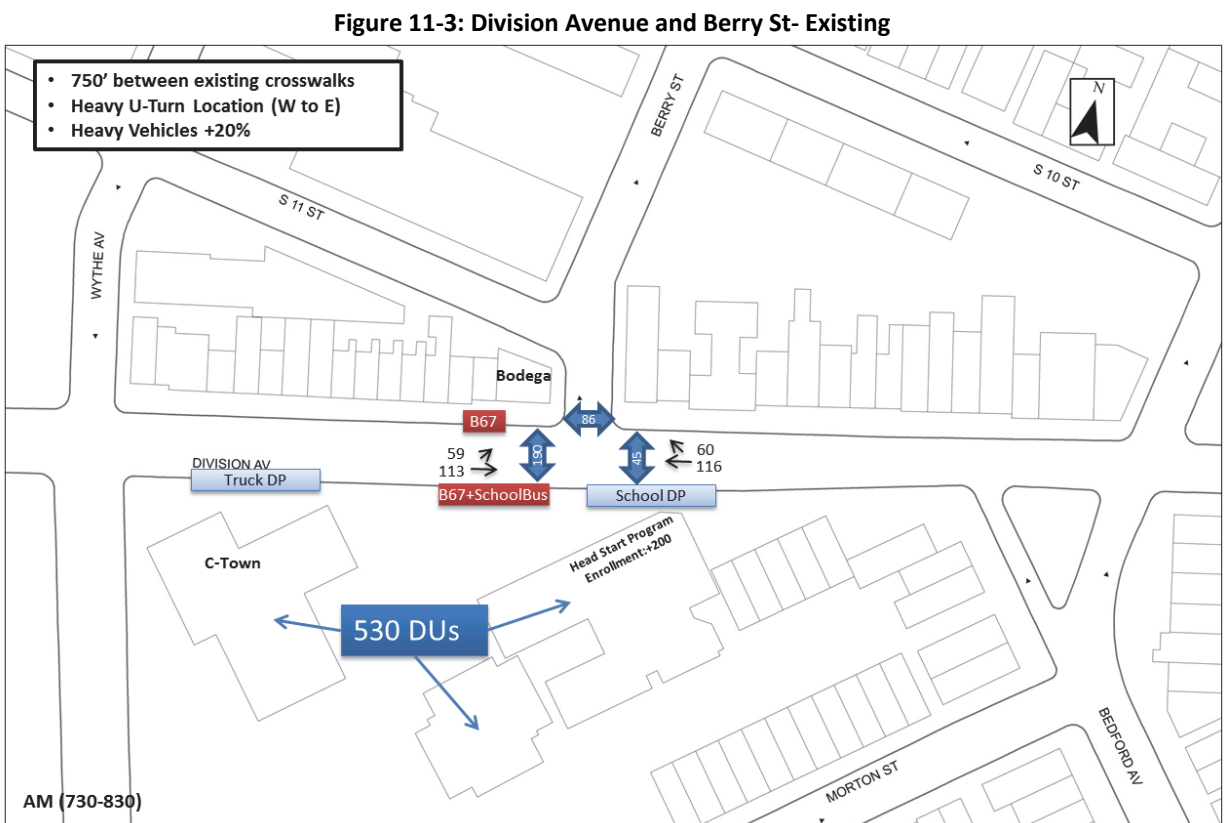 Figure 11-3: Division Avenue and Berry St- Existing
• 750’ between existing crosswalks
• Heavy U-Turn Location (W to E)
• Heavy Vehicles +20%
N
BERRY ST
S 10 ST
S 11 ST
WYTHE AV
Bodega
B67
86
190
45
59
113
60
116
DIVISION AV
Truck DP
B67+SchoolBus
School DP
C-Town
Head Start Program
Enrollment:+200
530 DUs
BEDFORD AV
MORTON ST
AM (730-830)